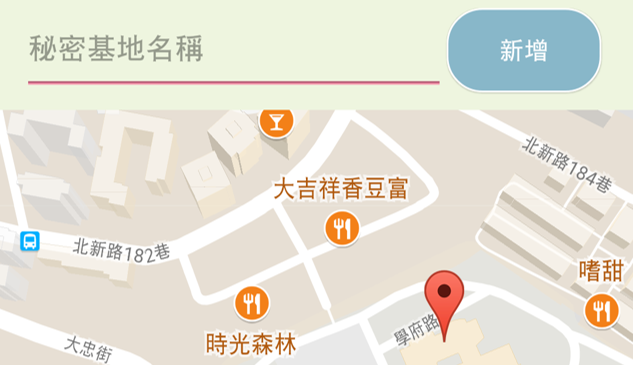 秘密基地名稱
新增
北新路184巷
大吉祥香豆富
北新路182巷
嗜甜
學府路
時光森林
大忠街